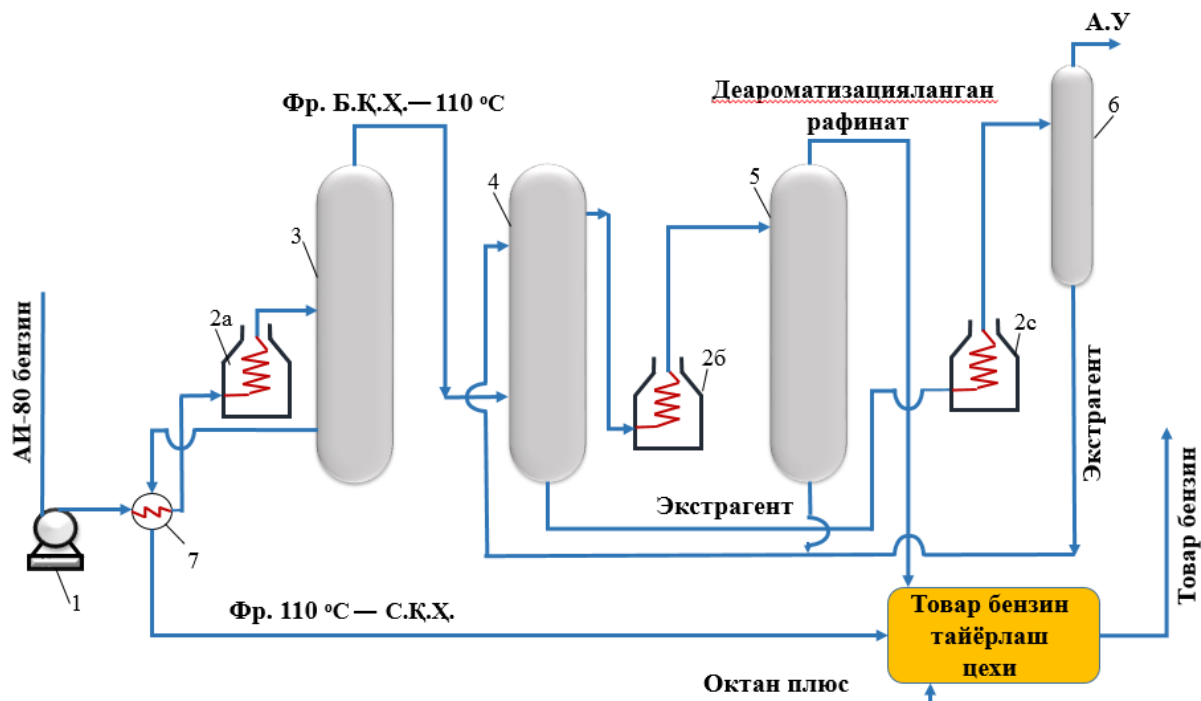 А.У
Деароматизацияланган
рафинат
Фр. Б.Қ.Ҳ.— 110 ᵒС
6
4
5
3
2а
2б
2с
АИ-80 бензин
Экстрагент
Экстрагент
7
1
Товар бензин
Фр. 110 ᵒС — С.Қ.Ҳ.
Товар бензин
тайёрлаш
цехи
Октан плюс